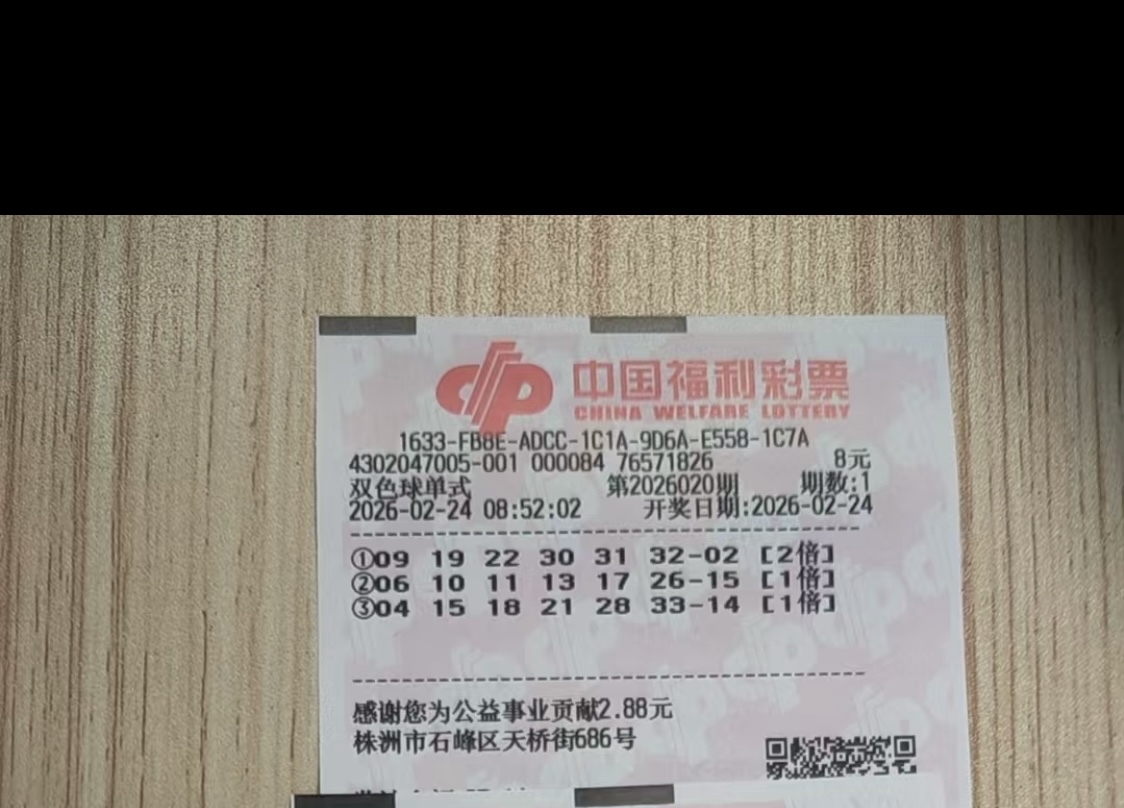 中国福利彩票
CHINA WELFARE LOTTERY
1633-FB8E-ADCC-1C1A-9D6A-E558-1C7A
4302047005-001 000084 76571826 8元
双色球单式 第2026020期 期数:1
2026-02-24 08:52:02 开奖日期:2026-02-24
①09 19 22 30 31 32-02 [2倍]
②06 10 11 13 17 26-15 [1倍]
③04 15 18 21 28 33-14 [1倍]
感谢您为公益事业贡献2.88元
株洲市石峰区天桥街686号